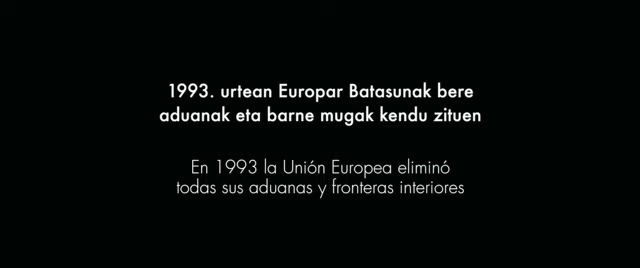 1993. urtean Europar Batasunak bere
aduanak eta barne mugak kendu zituen
En 1993 la Unión Europea eliminó
todas sus aduanas y fronteras interiores